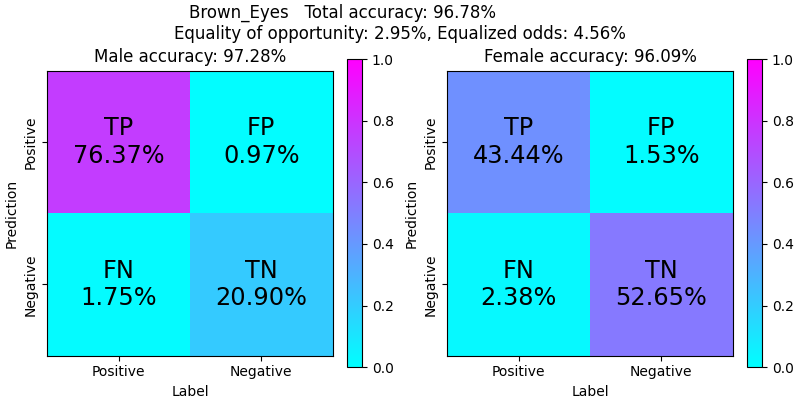 Brown_Eyes   Total accuracy: 96.78%
Equality of opportunity: 2.95%, Equalized odds: 4.56%
Male accuracy: 97.28%
Positive
Negative
Prediction
TP
76.37%
FP
0.97%
FN
1.75%
TN
20.90%
Positive
Negative
Label
1.0
0.8
0.6
0.4
0.2
0.0
Female accuracy: 96.09%
Positive
Negative
Prediction
TP
43.44%
FP
1.53%
FN
2.38%
TN
52.65%
Positive
Negative
Label
1.0
0.8
0.6
0.4
0.2
0.0